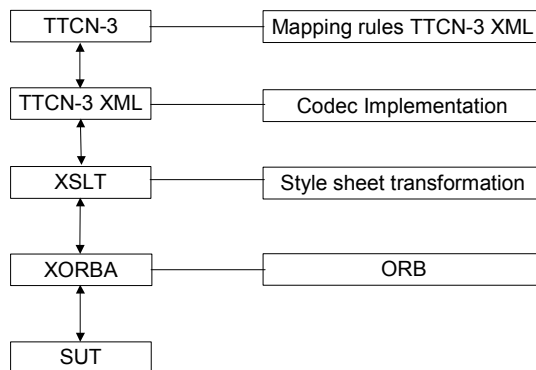 TTCN-3
Mapping rules TTCN-3 XML
TTCN-3 XML
Codec Implementation
XSLT
Style sheet transformation
XORBA
ORB
SUT